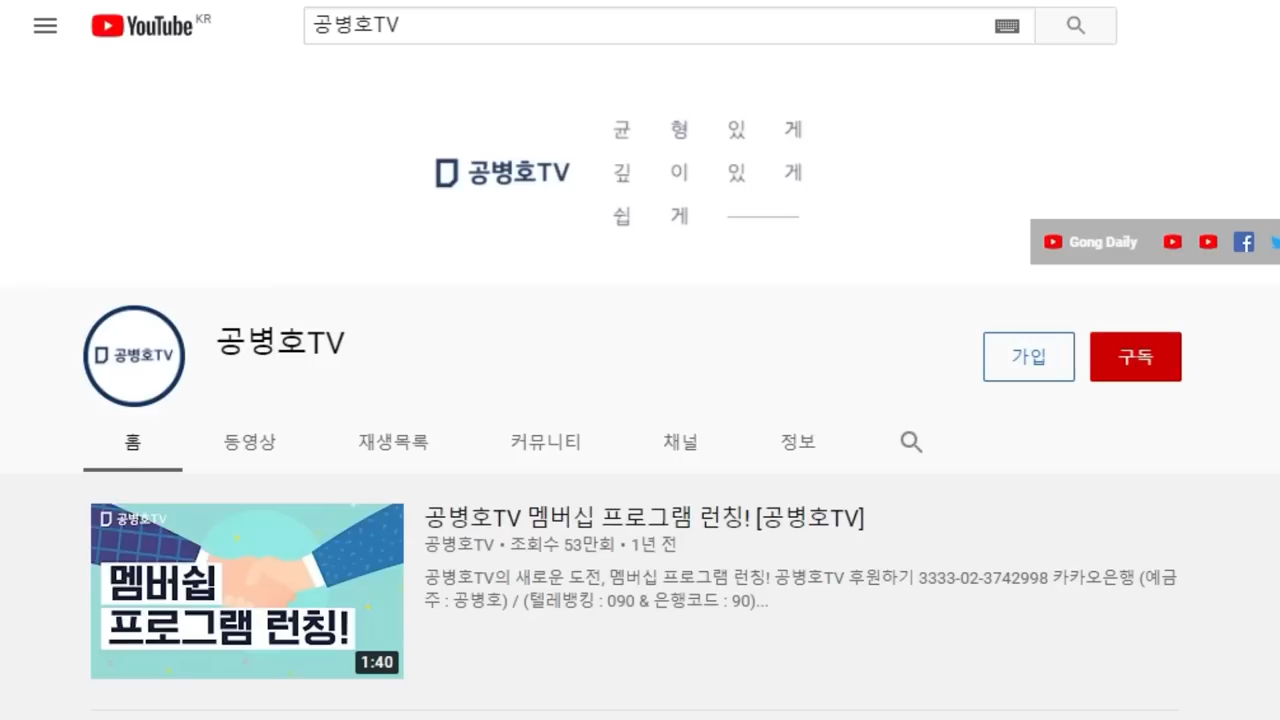 YouTube KR
공병호TV
균 형 있 게
공병호TV
깊 이 있 게
쉽 게
Gong Daily
공병호TV
공병호TV
가입
구독
홈
동영상
재생목록
커뮤니티
채널
정보
공병호TV
멤버쉽
프로그램 런칭!
1:40
공병호TV 멤버십 프로그램 런칭! [공병호TV]
공병호TV • 조회수 53만회 • 1년 전
공병호TV의 새로운 도전, 멤버십 프로그램 런칭! 공병호TV 후원하기 3333-02-3742998 카카오은행 (예금
주 : 공병호) / (텔레뱅킹 : 090 & 은행코드 : 90)...